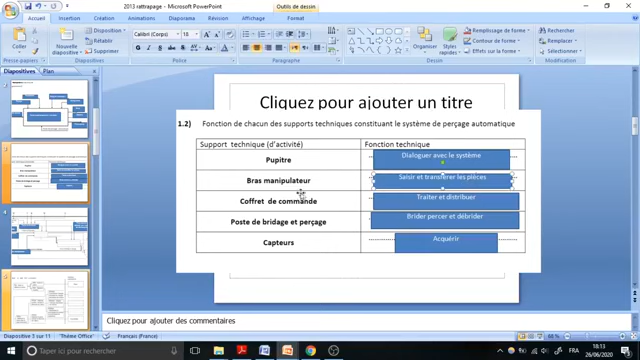 2013 rattrapage - Microsoft PowerPoint
Outils de dessin
Accueil Insertion Création Animations Diaporama Révision Affichage Format
Coller
Nouvelle diapositive
Disposition
Rétablir
Supprimer
Calibri (Corps) 18
Organiser
Styles rapides
Remplissage de forme
Contour de forme
Effets sur la forme
Presse-papiers Diapositives Police Paragraphe Dessin Modification
Diapositives Plan
2
3
4
5
Cliquez pour ajouter un titre
1.2) Fonction de chacun des supports techniques constituant le système de perçage automatique
Support technique (d'activité) Fonction technique
Pupitre Dialoguer avec le système
Bras manipulateur Saisir et transférer les pièces
Coffret de commande Traiter et distribuer
Poste de bridage et perçage Brider percer et débrider
Capteurs Acquérir
Cliquez pour ajouter des commentaires
Diapositive 3 sur 11 "Thème Office" Français (France)
Taper ici pour rechercher
FRA
18:13
26/06/2020